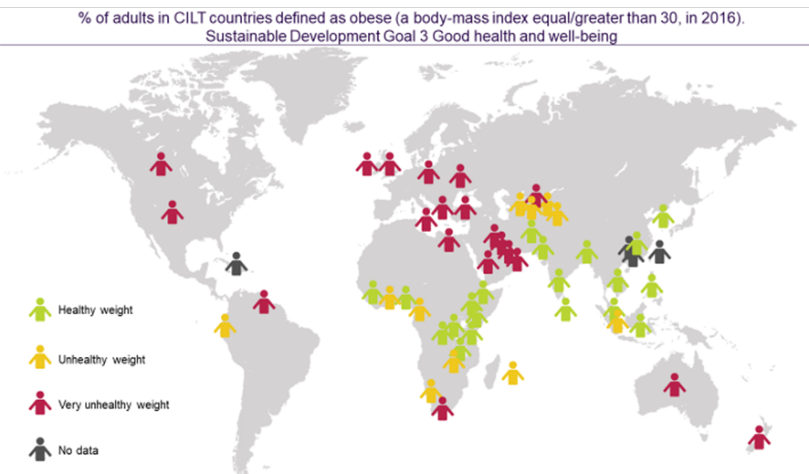 % of adults in CILT countries defined as obese (a body-mass index equal/greater than 30, in 2016).
Sustainable Development Goal 3 Good health and well-being
Healthy weight
Unhealthy weight
Very unhealthy weight
No data